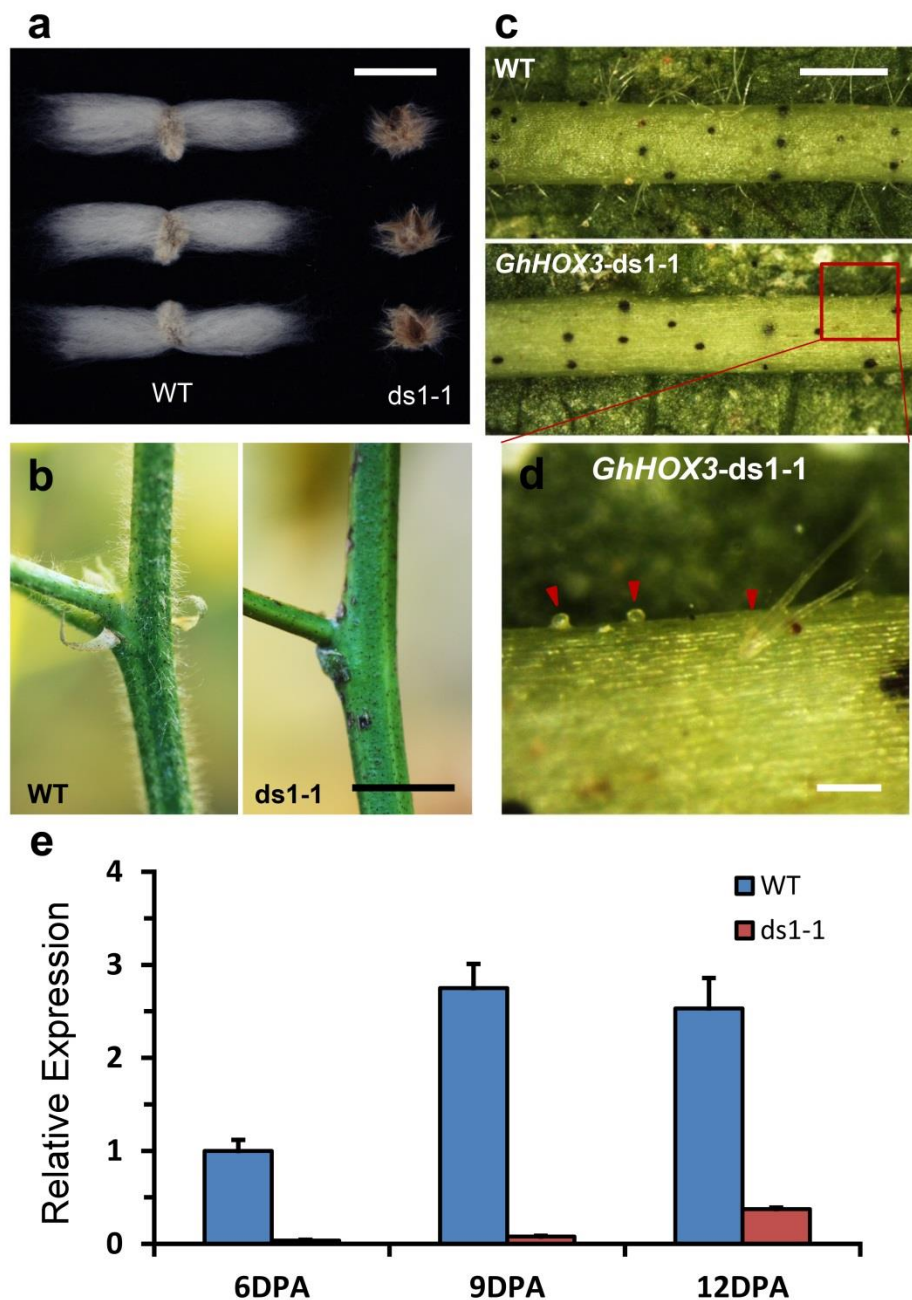 a
WT
ds1-1
c
WT
GhHOX3-ds1-1
b
WT
ds1-1
d
GhHOX3-ds1-1
e
Relative Expression
4
3
2
1
0
WT
ds1-1
6DPA
9DPA
12DPA